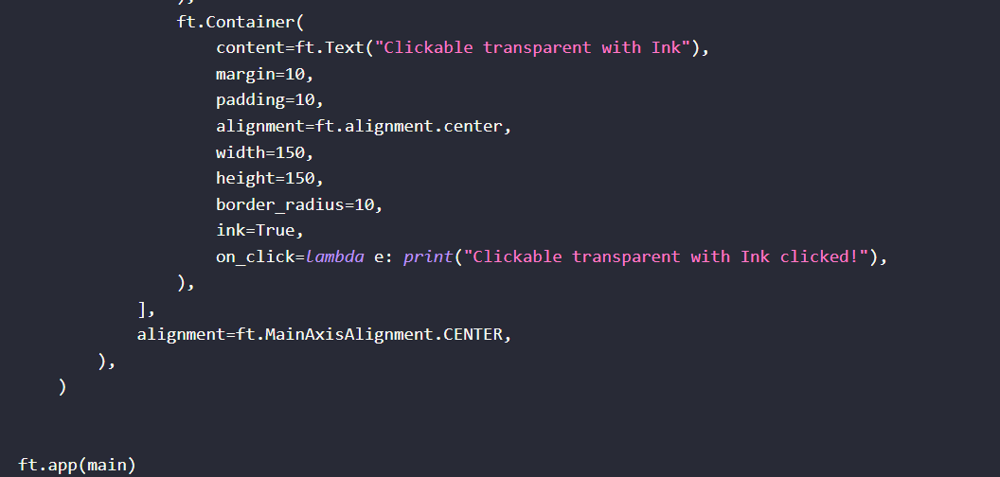 ),
ft.Container(
content=ft.Text("Clickable transparent with Ink"),
margin=10,
padding=10,
alignment=ft.alignment.center,
width=150,
height=150,
border_radius=10,
ink=True,
on_click=lambda e: print("Clickable transparent with Ink clicked!"),
),
],
alignment=ft.MainAxisAlignment.CENTER,
),
)
ft.app(main)